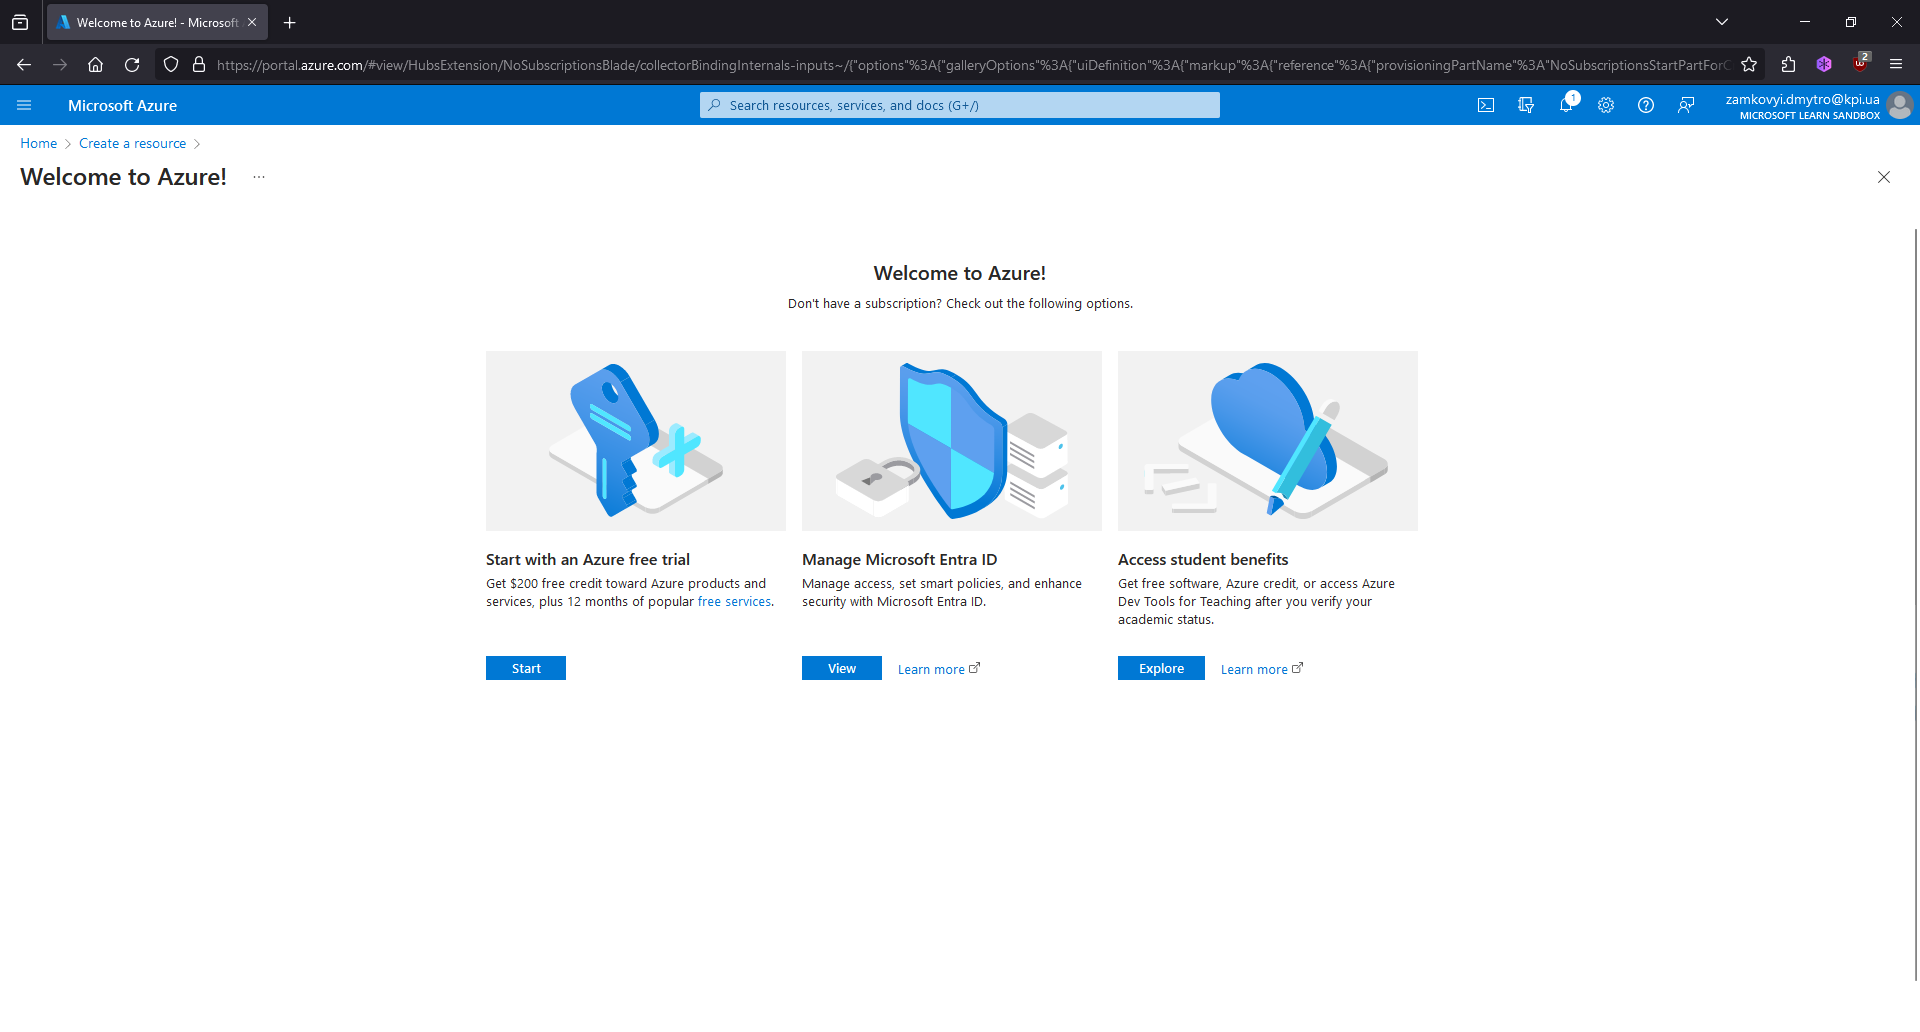 Welcome to Azure! - Microsoft
https://portal.azure.com/#view/HubsExtension/NoSubscriptionsBlade/collectorBindingInternals-inputs~/{"options"%3A{"galleryOptions"%3A{"uiDefinition"%3A{"markup"%3A{"reference"%3A{"provisioningPartName"%3A"NoSubscriptionsStartPartForC
2
Microsoft Azure
Search resources, services, and docs (G+/)
1
zamkovyi.dmytro@kpi.ua
MICROSOFT LEARN SANDBOX
Home > Create a resource >
Welcome to Azure! ...
Welcome to Azure!
Don't have a subscription? Check out the following options.
Start with an Azure free trial
Get $200 free credit toward Azure products and
services, plus 12 months of popular free services.
Start
Manage Microsoft Entra ID
Manage access, set smart policies, and enhance
security with Microsoft Entra ID.
View Learn more
Access student benefits
Get free software, Azure credit, or access Azure
Dev Tools for Teaching after you verify your
academic status.
Explore Learn more